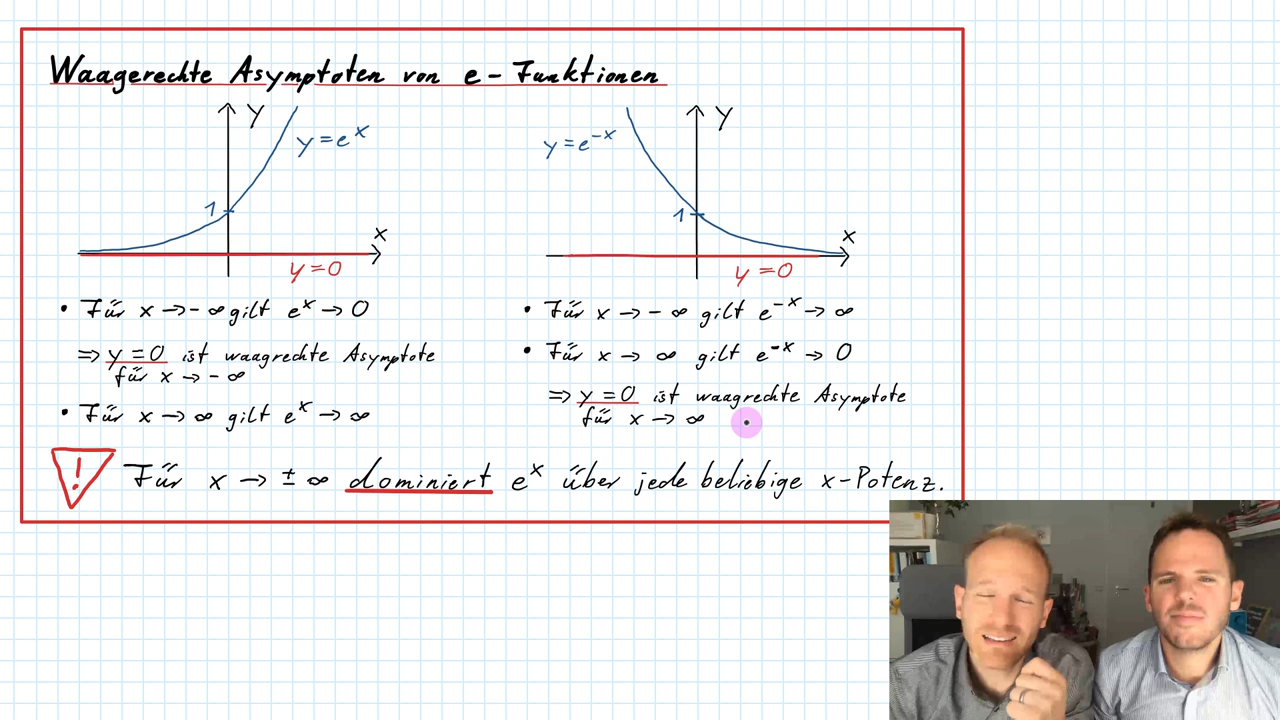 Waagerechte Asymptoten von e-Funktionen
y
y = e^x
1
x
y = 0
y
y = e^-x
1
x
y = 0
• Für x → - ∞ gilt e^x → 0
⇒ y = 0 ist waagrechte Asymptote
für x → - ∞
• Für x → ∞ gilt e^x → ∞
• Für x → - ∞ gilt e^-x → ∞
• Für x → ∞ gilt e^-x → 0
⇒ y = 0 ist waagrechte Asymptote
für x → ∞
! Für x → ± ∞ dominiert e^x über jede beliebige x-Potenz.